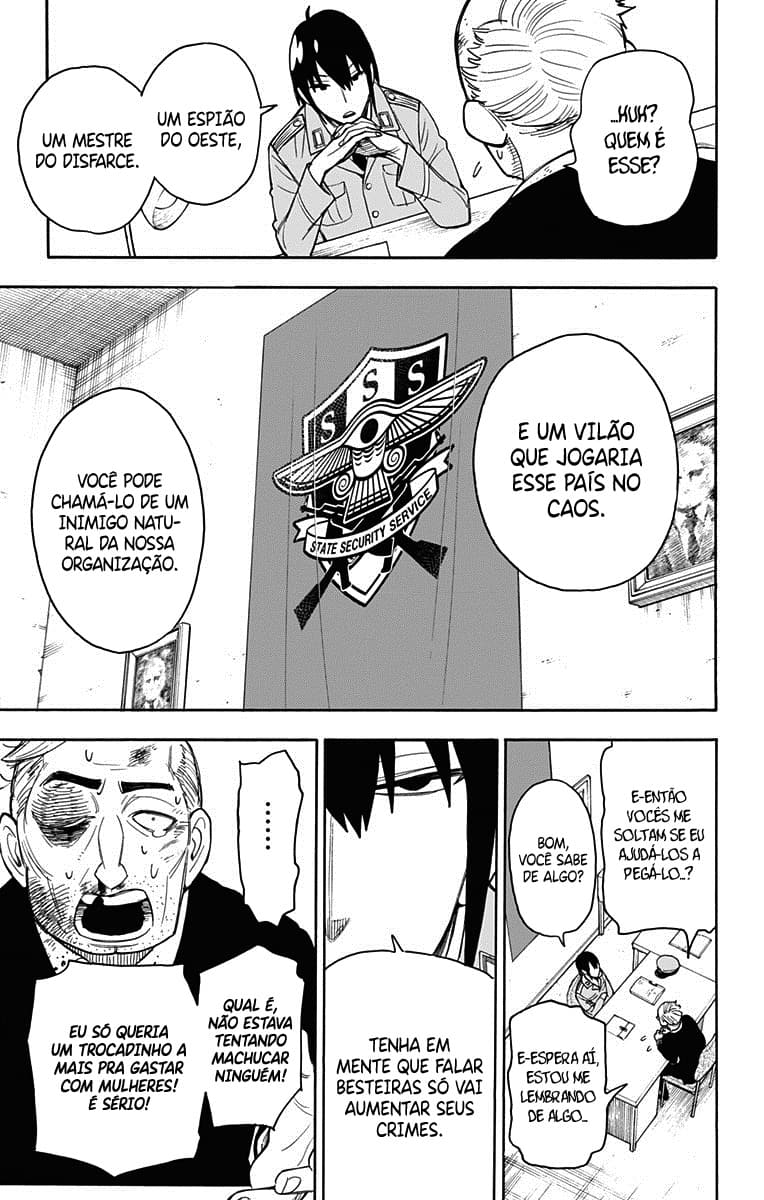 ...HUH?
QUEM É
ESSE?
UM ESPIÃO
DO OESTE,
UM MESTRE
DO DISFARCE.
E UM VILÃO
QUE JOGARIA
ESSE PAÍS NO
CAOS.
S S S
STATE SECURITY SERVICE
VOCÊ PODE
CHAMÁ-LO DE UM
INIMIGO NATU-
RAL DA NOSSA
ORGANIZAÇÃO.
E-ENTÃO
VOCÊS ME
SOLTAM SE EU
AJUDÁ-LOS A
PEGÁ-LO..?
BOM,
VOCÊ SABE
DE ALGO?
E-ESPERA AÍ,
ESTOU ME
LEMBRANDO
DE ALGO...
TENHA EM
MENTE QUE FALAR
BESTEIRAS SÓ VAI
AUMENTAR SEUS
CRIMES.
......
QUAL É,
NÃO ESTAVA
TENTANDO
MACHUCAR
NINGUÉM!
EU SÓ QUERIA
UM TROCADINHO A
MAIS PRA GASTAR
COM MULHERES!
É SÉRIO!